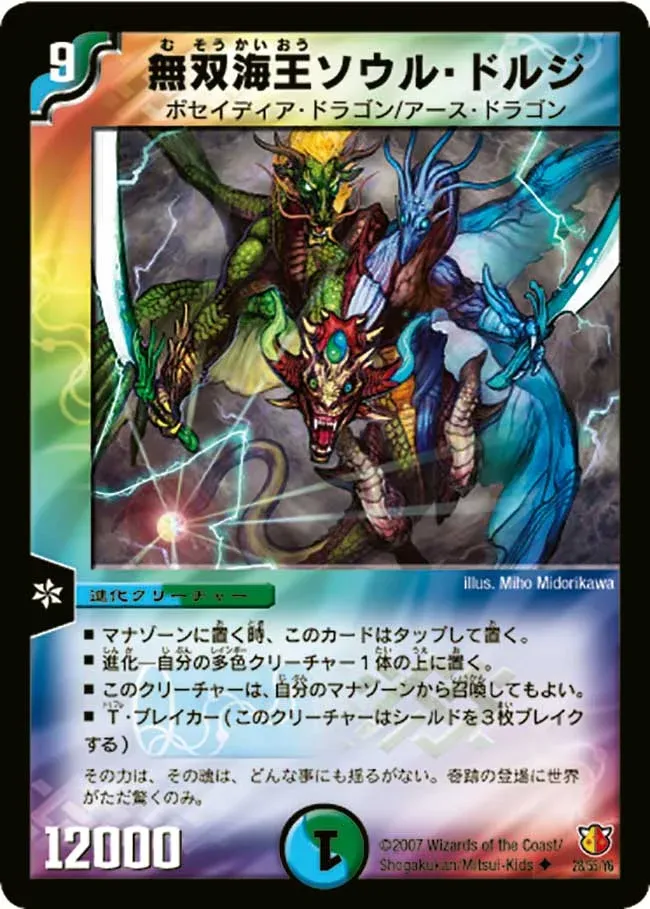 9
む そう かい おう
無双海王ソウル・ドルジ
ポセイディア・ドラゴン/アース・ドラゴン
illus. Miho Midorikawa
進化クリーチャー
■ マナゾーンに置く時、このカードはタップして置く。
■ 進化―自分の多色クリーチャー１体の上に置く。
■ このクリーチャーは、自分のマナゾーンから召喚してもよい。
■ T・ブレイカー(このクリーチャーはシールドを３枚ブレイク
する)
その力は、その魂は、どんな事にも揺るがない。奇跡の登場に世界
がただ驚くのみ。
12000
1
©2007 Wizards of the Coast/
Shogakukan/Mitsui-Kids ◆ 28/55 Y6